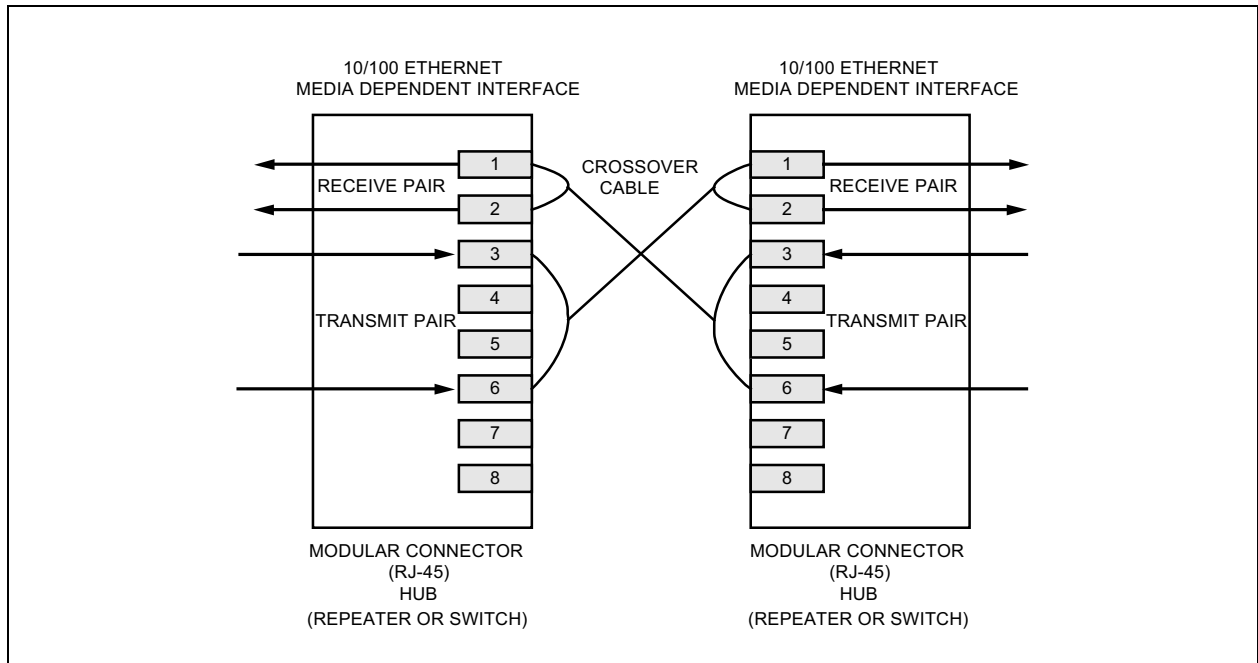 10/100 ETHERNET
MEDIA DEPENDENT INTERFACE
10/100 ETHERNET
MEDIA DEPENDENT INTERFACE
1
2
3
4
5
6
7
8
RECEIVE PAIR
TRANSMIT PAIR
CROSSOVER
CABLE
1
2
3
4
5
6
7
8
RECEIVE PAIR
TRANSMIT PAIR
MODULAR CONNECTOR
(RJ-45)
HUB
(REPEATER OR SWITCH)
MODULAR CONNECTOR
(RJ-45)
HUB
(REPEATER OR SWITCH)